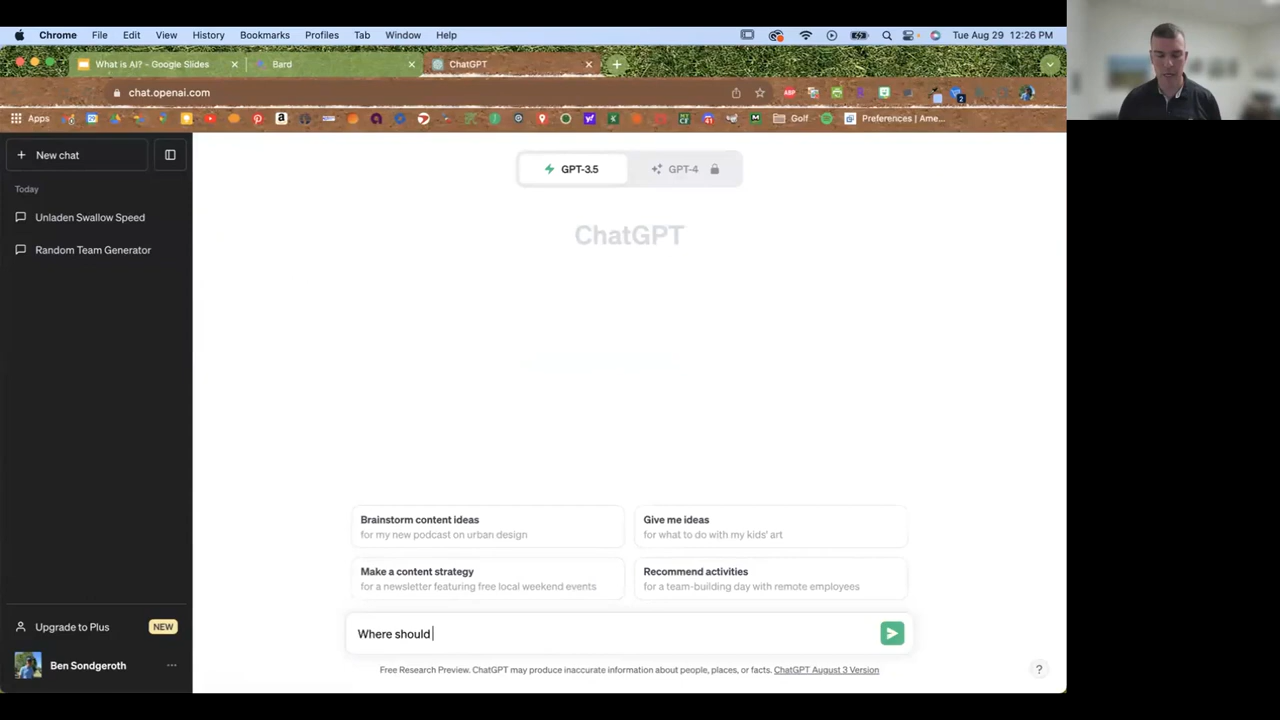 Chrome File Edit View History Bookmarks Profiles Tab Window Help Tue Aug 29 12:26 PM
What is AI? - Google Slides Bard ChatGPT
chat.openai.com
Apps Golf Preferences | Ame...
New chat
GPT-3.5 GPT-4
Today
Unladen Swallow Speed
Random Team Generator
ChatGPT
Brainstorm content ideas
for my new podcast on urban design
Give me ideas
for what to do with my kids' art
Make a content strategy
for a newsletter featuring free local weekend events
Recommend activities
for a team-building day with remote employees
Where should
Upgrade to Plus NEW
Ben Sondgeroth
Free Research Preview. ChatGPT may produce inaccurate information about people, places, or facts. ChatGPT August 3 Version
?